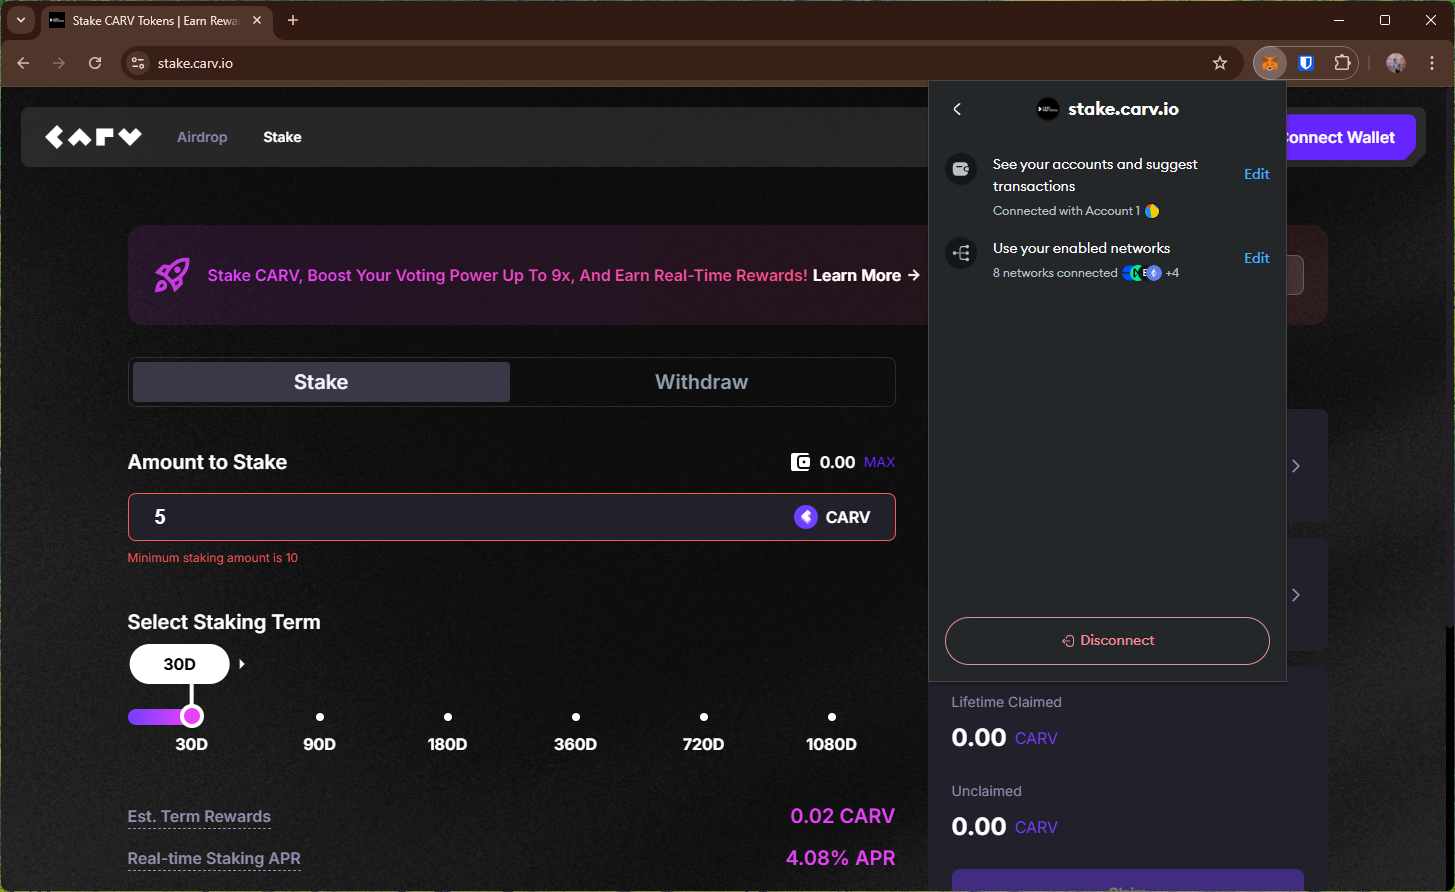 Stake CARV Tokens | Earn Rewa
stake.carv.io
Airdrop
Stake
onnect Wallet
Stake CARV, Boost Your Voting Power Up To 9x, And Earn Real-Time Rewards! Learn More →
Stake
Withdraw
Amount to Stake
0.00 MAX
5
CARV
Minimum staking amount is 10
Select Staking Term
30D
30D
90D
180D
360D
720D
1080D
Est. Term Rewards
0.02 CARV
Real-time Staking APR
4.08% APR
stake.carv.io
See your accounts and suggest
transactions
Edit
Connected with Account 1
Use your enabled networks
Edit
8 networks connected +4
Disconnect
Lifetime Claimed
0.00 CARV
Unclaimed
0.00 CARV